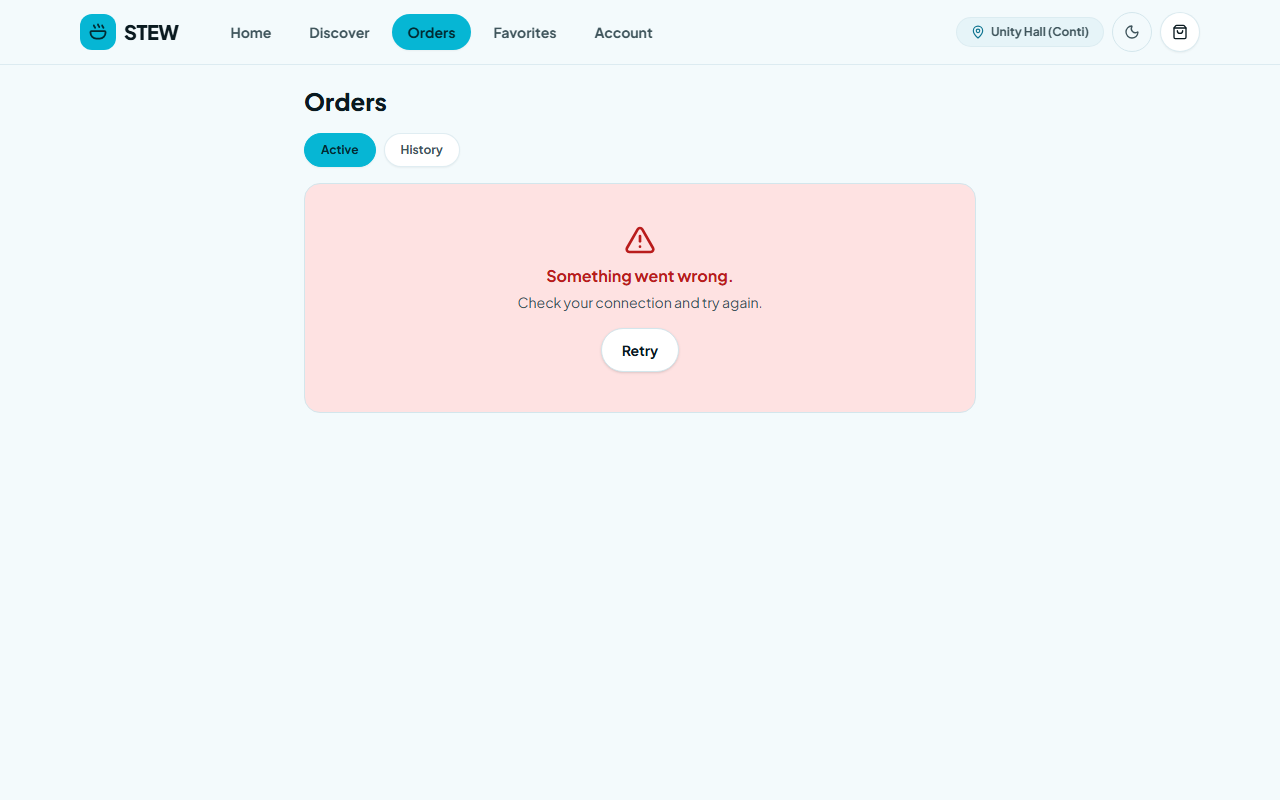 STEW
Home
Discover
Orders
Favorites
Account
Unity Hall (Conti)
Orders
Active
History
Something went wrong.
Check your connection and try again.
Retry